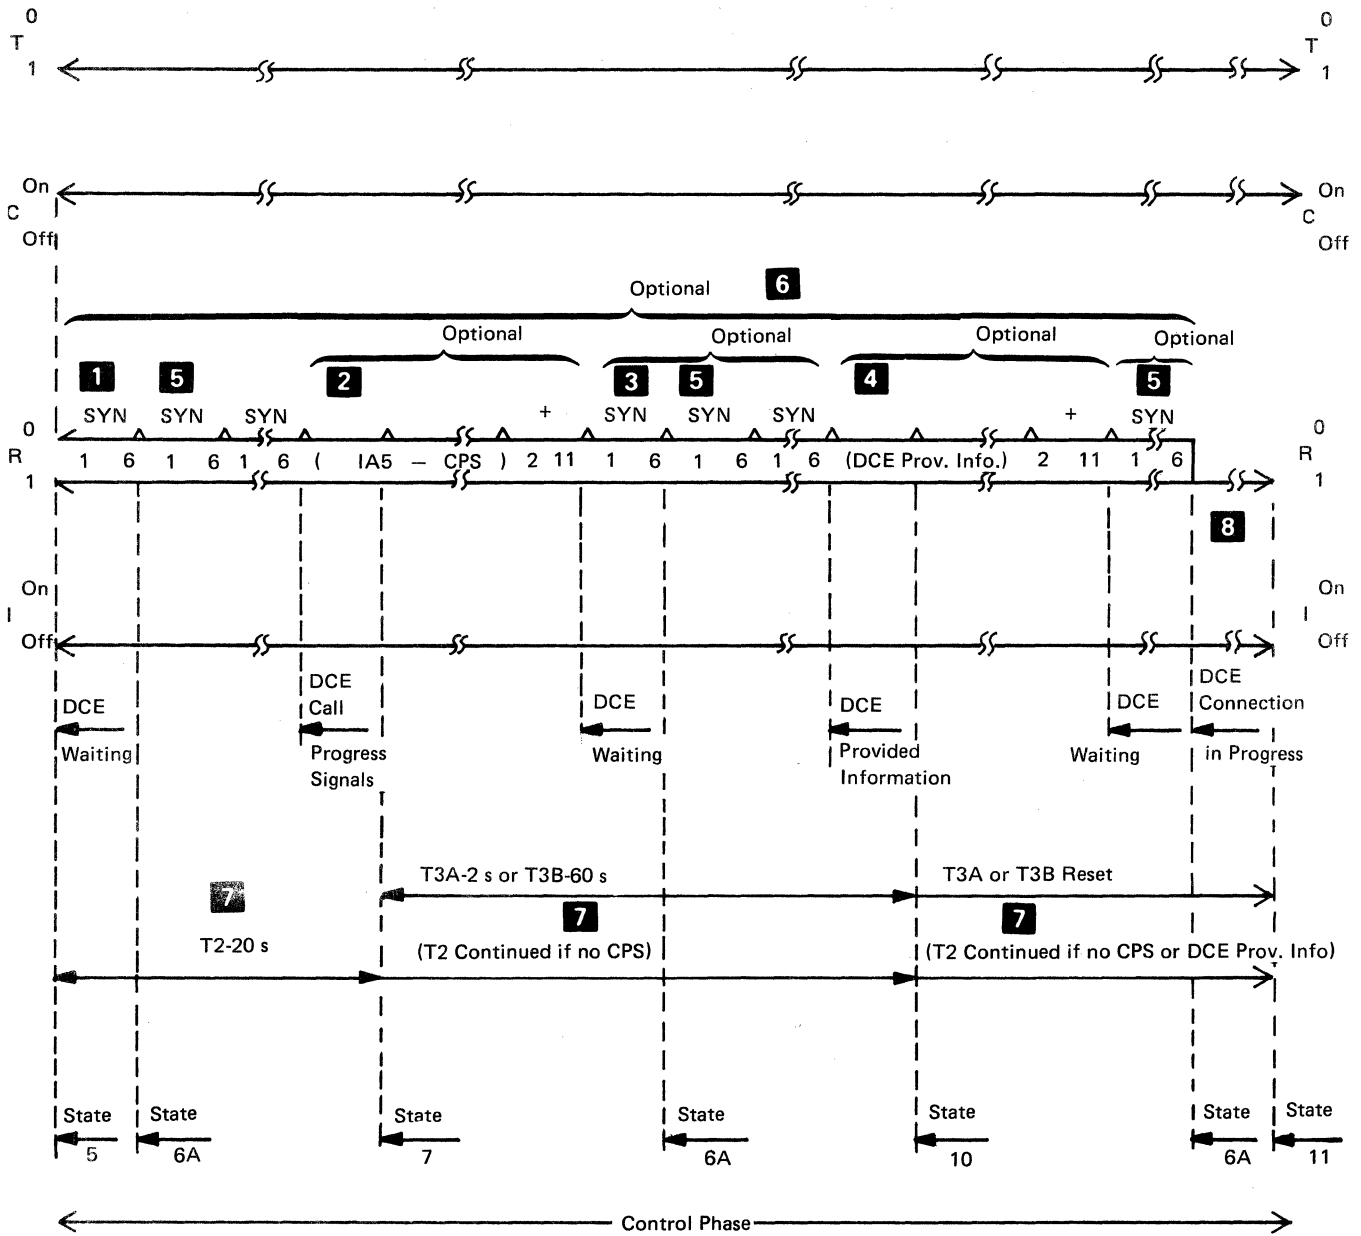 0 0
T T
1 1
On On
C C
Off Off
Optional 6
Optional Optional Optional Optional
1 5 2 3 5 4 5
SYN SYN SYN + SYN SYN SYN + SYN
0 0
R 1 6 1 6 1 6 ( IA5 — CPS ) 2 11 1 6 1 6 1 6 (DCE Prov. Info.) 2 11 1 6 R
1 1
8
On On
I I
Off Off
DCE
Waiting
DCE
Call
Progress
Signals
DCE
Waiting
DCE
Provided
Information
DCE
Waiting
DCE
Connection
in Progress
T3A-2 s or T3B-60 s T3A or T3B Reset
7 7 7
T2-20 s (T2 Continued if no CPS) (T2 Continued if no CPS or DCE Prov. Info)
State State State State State State State
5 6A 7 6A 10 6A 11
Control Phase